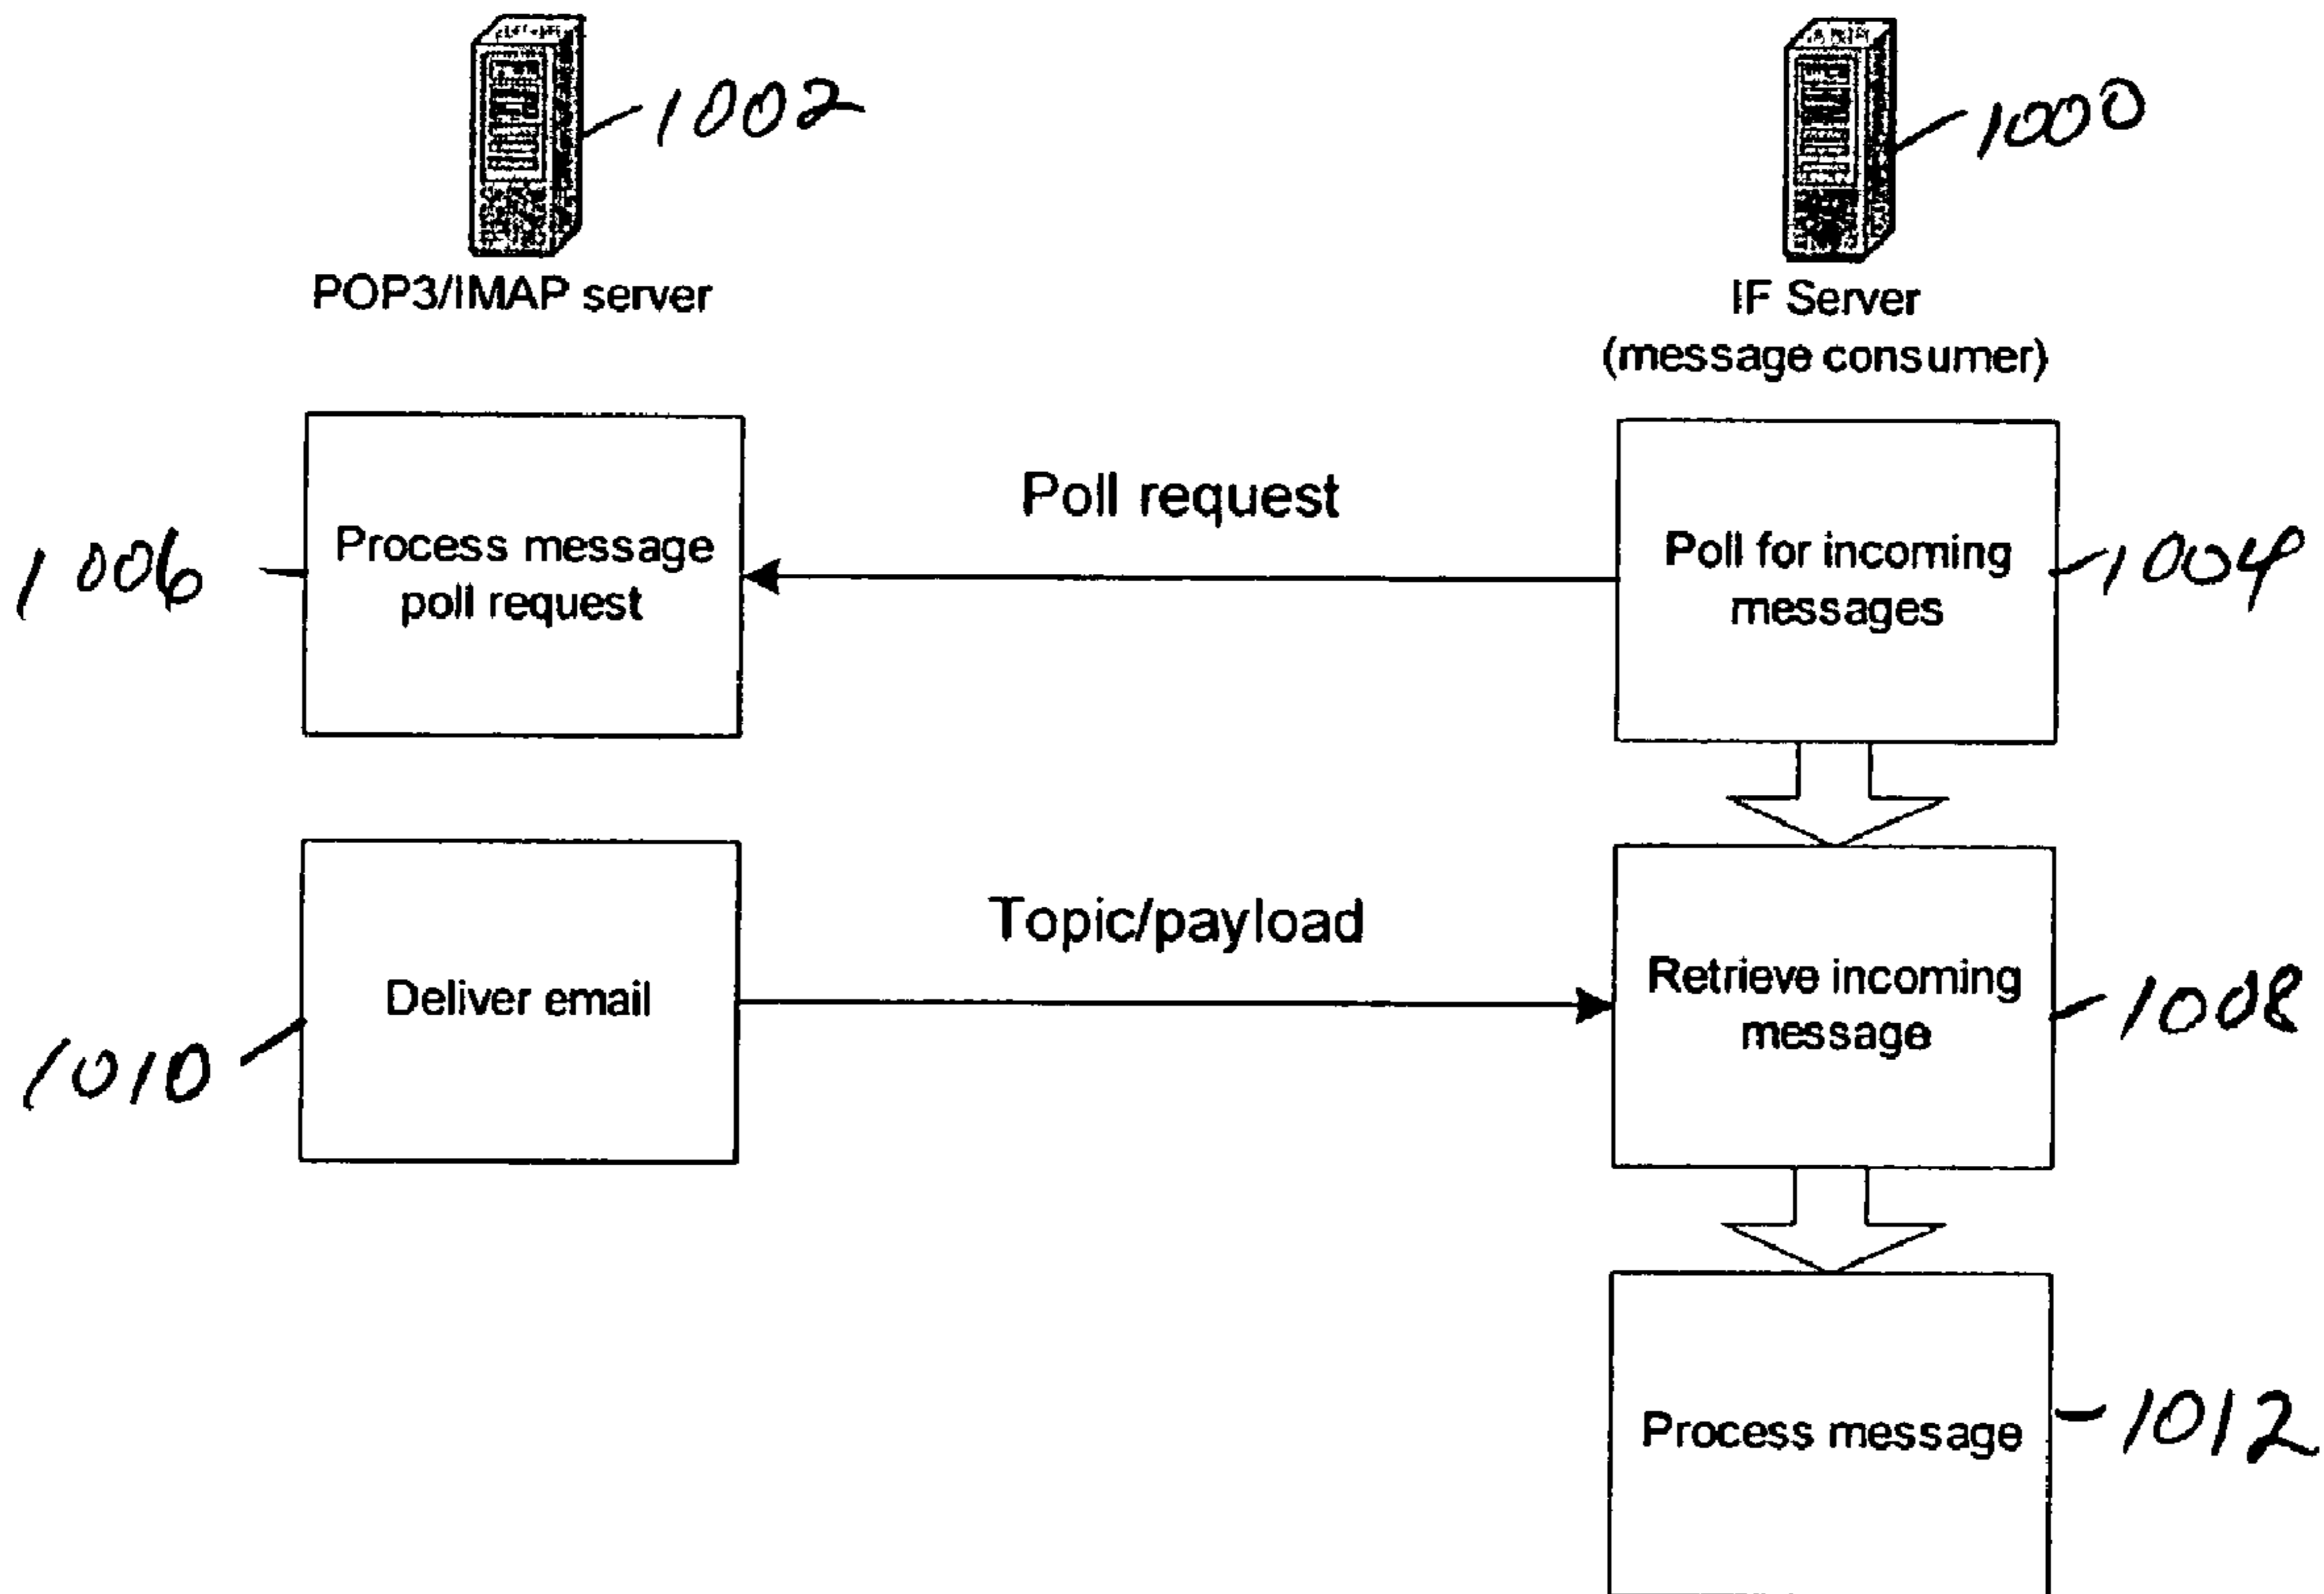 1002
1000
POP3/IMAP server
IF Server
(message consumer)
Poll request
1006
Process message
poll request
Poll for incoming
messages
1004
Topic/payload
1010
Deliver email
Retrieve incoming
message
1008
Process message
1012